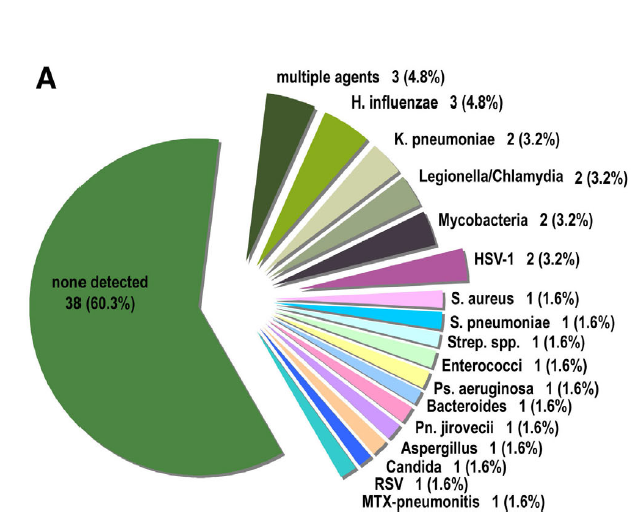 A
multiple agents 3 (4.8%)
H. influenzae 3 (4.8%)
K. pneumoniae 2 (3.2%)
Legionella/Chlamydia 2 (3.2%)
Mycobacteria 2 (3.2%)
HSV-1 2 (3.2%)
none detected
38 (60.3%)
S. aureus 1 (1.6%)
S. pneumoniae 1 (1.6%)
Strep. spp. 1 (1.6%)
Enterococci 1 (1.6%)
Ps. aeruginosa 1 (1.6%)
Bacteroides 1 (1.6%)
Pn. jirovecii 1 (1.6%)
Aspergillus 1 (1.6%)
Candida 1 (1.6%)
RSV 1 (1.6%)
MTX-pneumonitis 1 (1.6%)